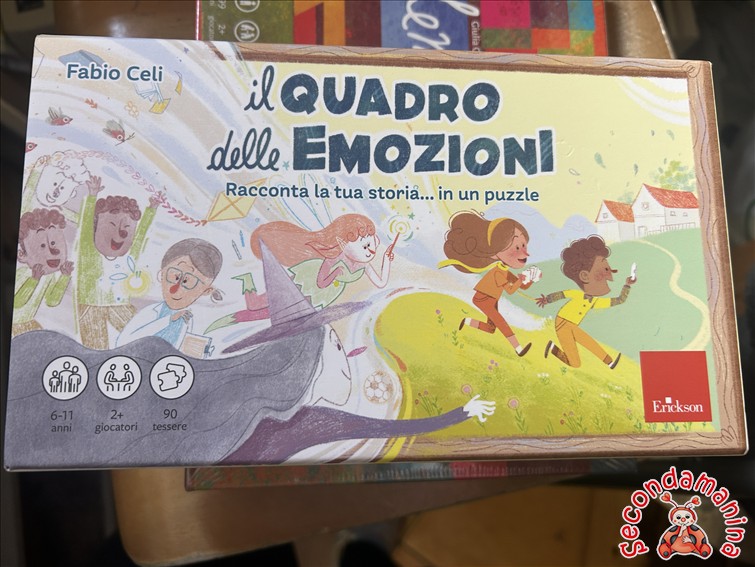 Fabio Celi
il QUADRO
delle EMOZIONI
Racconta la tua storia... in un puzzle
6-11
anni
2+
giocatori
90
tessere
Erickson
secondamanina